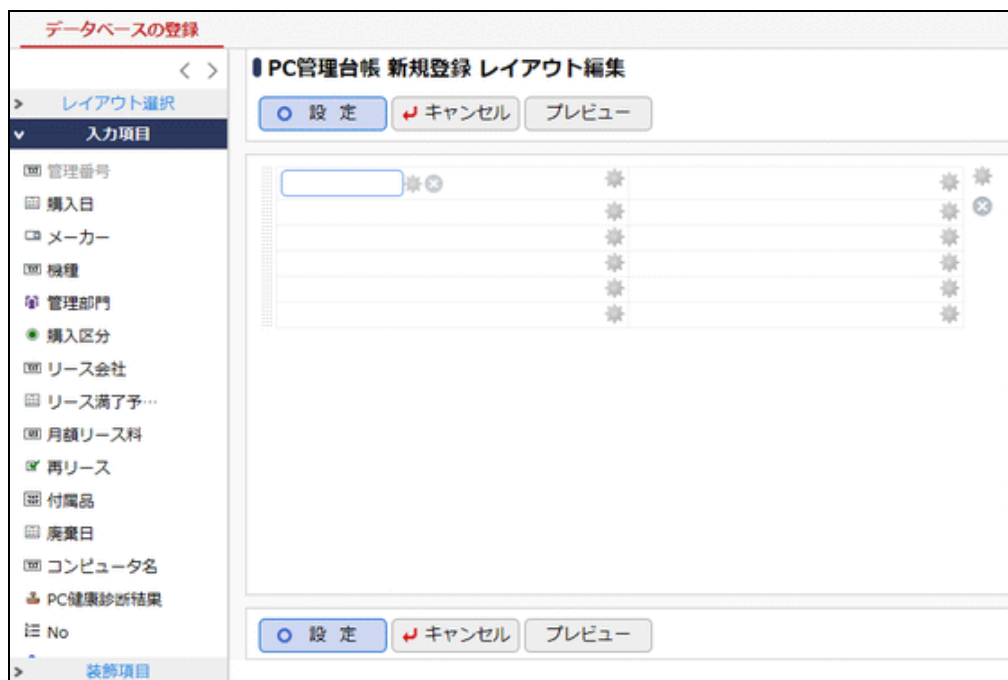 データベースの登録
レイアウト選択
入力項目
管理番号
購入日
メーカー
機種
管理部門
購入区分
リース会社
リース満了予…
月額リース料
再リース
付属品
廃棄日
コンピュータ名
PC健康診断結果
No
装飾項目
PC管理台帳 新規登録 レイアウト編集
設 定
キャンセル
プレビュー
設 定
キャンセル
プレビュー